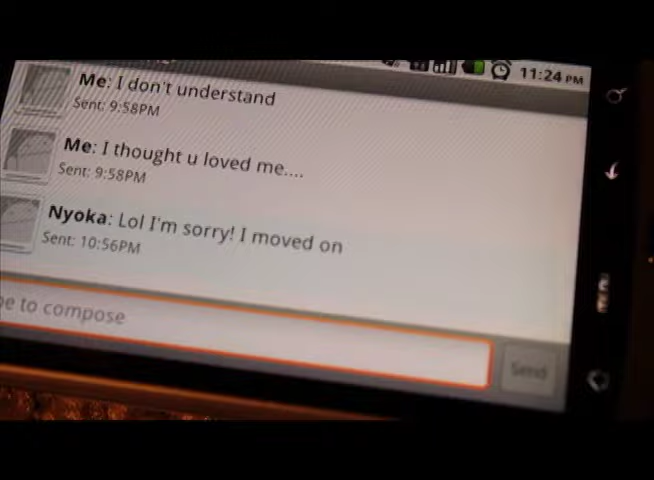 11:24 PM
Me: I don't understand
Sent: 9:58PM
Me: I thought u loved me....
Sent: 9:58PM
Nyoka: Lol I'm sorry! I moved on
Sent: 10:56PM
to compose
Send